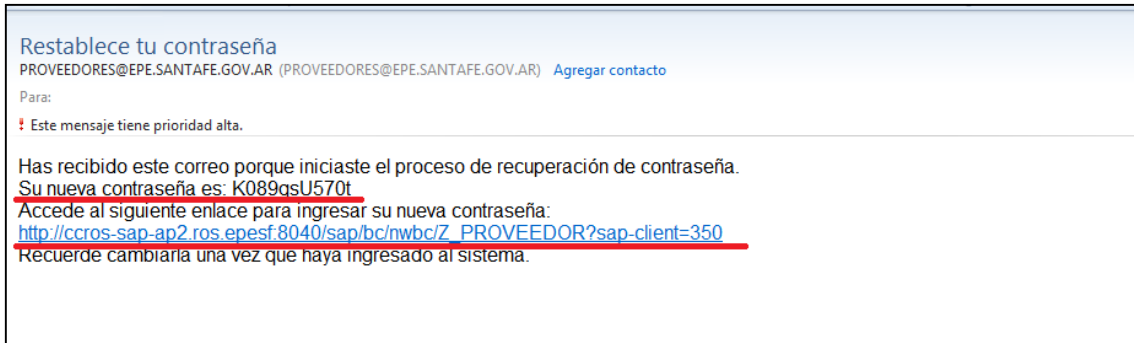 Restablece tu contraseña
PROVEEDORES@EPE.SANTAFE.GOV.AR (PROVEEDORES@EPE.SANTAFE.GOV.AR) Agregar contacto
Para:
! Este mensaje tiene prioridad alta.
Has recibido este correo porque iniciaste el proceso de recuperación de contraseña.
Su nueva contraseña es: K089qsU570t
Accede al siguiente enlace para ingresar su nueva contraseña:
http://ccros-sap-ap2.ros.epesf:8040/sap/bc/nwbc/Z_PROVEEDOR?sap-client=350
Recuerde cambiarla una vez que haya ingresado al sistema.